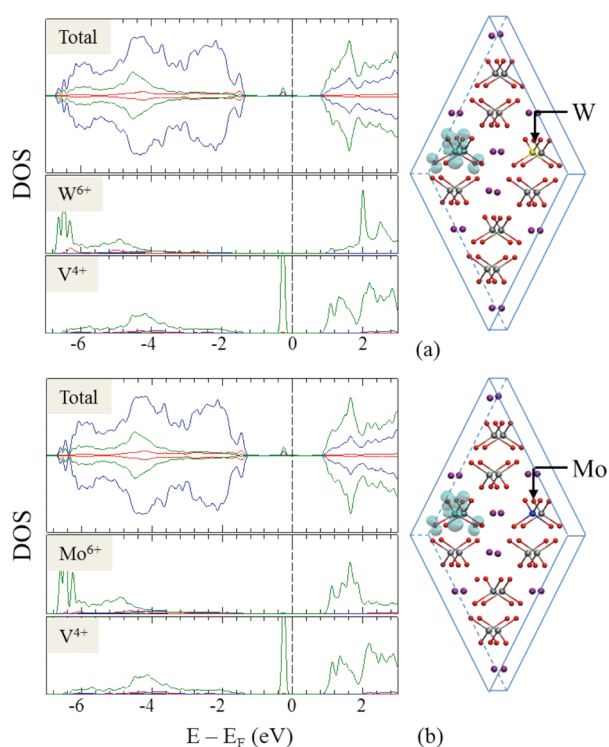 Total
W
DOS
W⁶⁺
V⁴⁺
-6 -4 -2 0 2
(a)
Total
Mo
DOS
Mo⁶⁺
V⁴⁺
-6 -4 -2 0 2
E – E_F (eV)
(b)